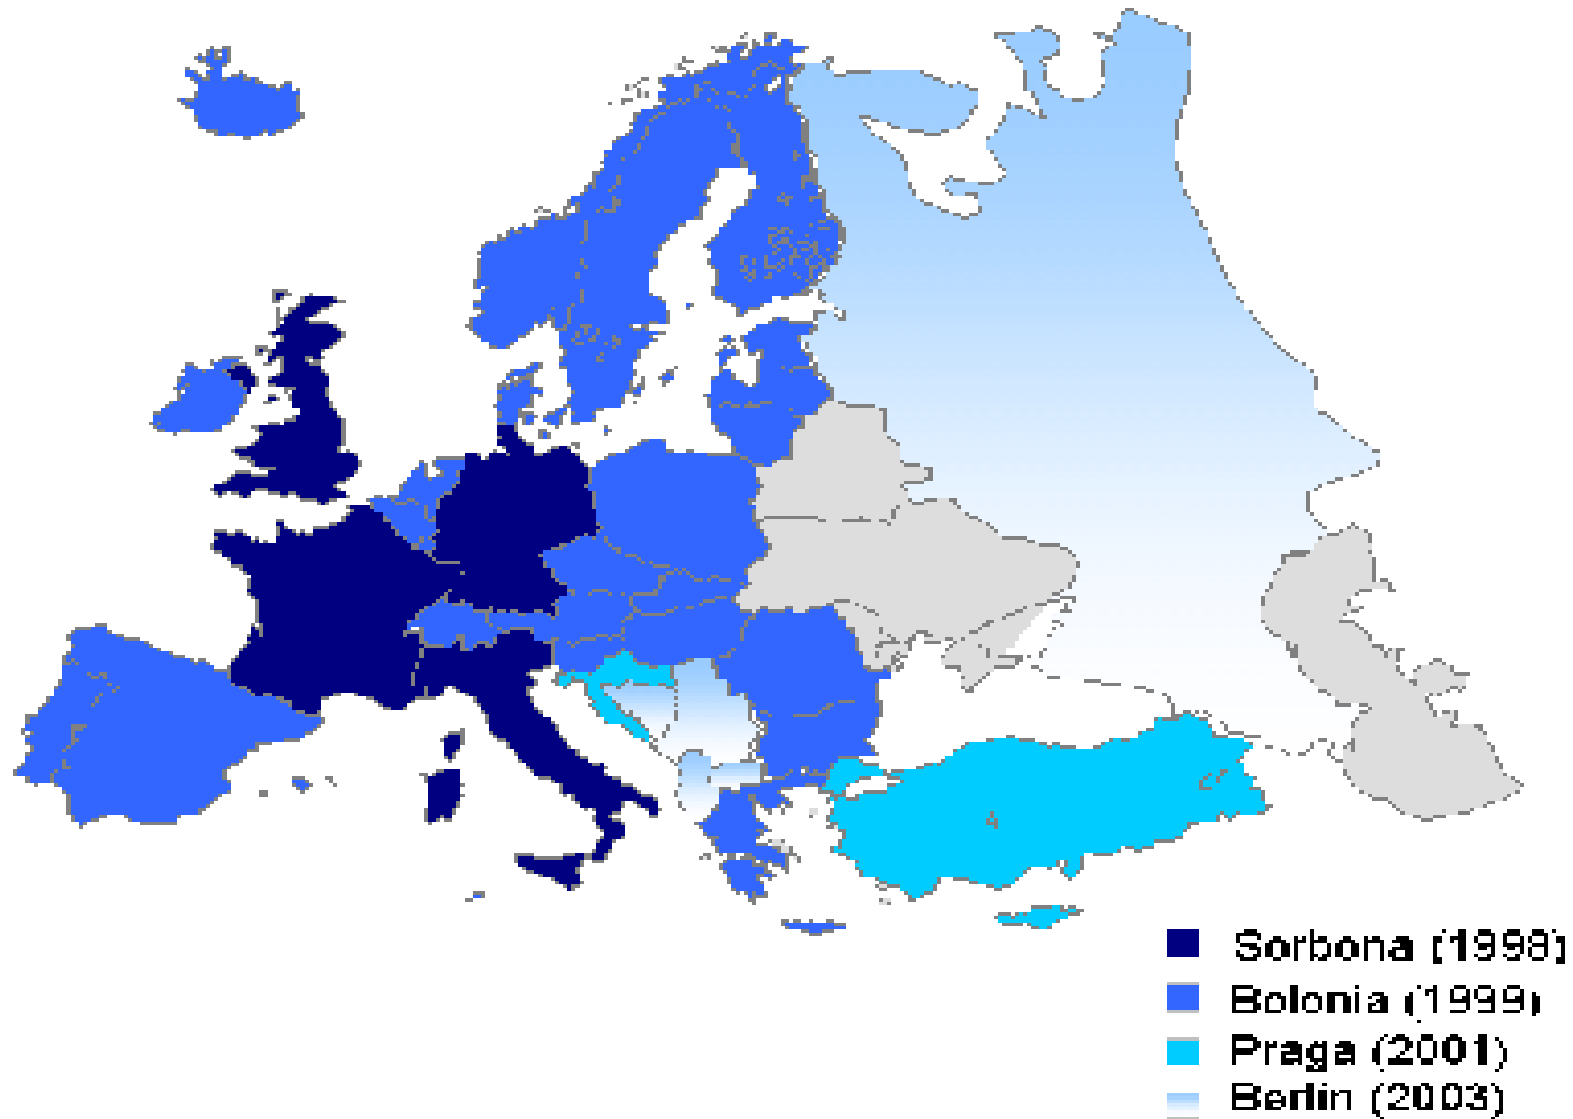 Sorbona (1998)
Bolonia (1999)
Praga (2001)
Berlin (2003)